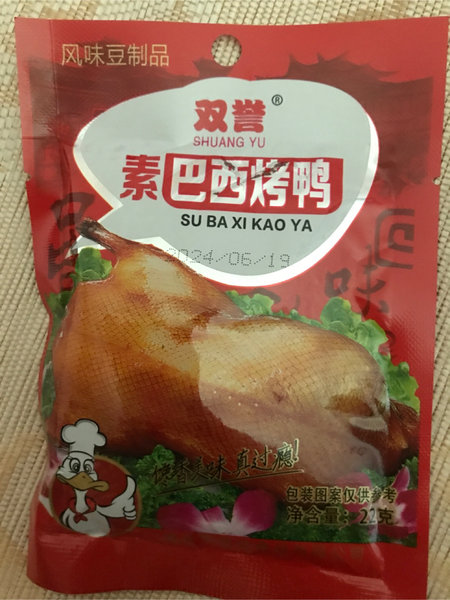 风味豆制品
双誉®
SHUANG YU
素巴西烤鸭
SU BA XI KAO YA
2024/06/19
回味
真过瘾!
包装图案仅供参考
净含量:22克